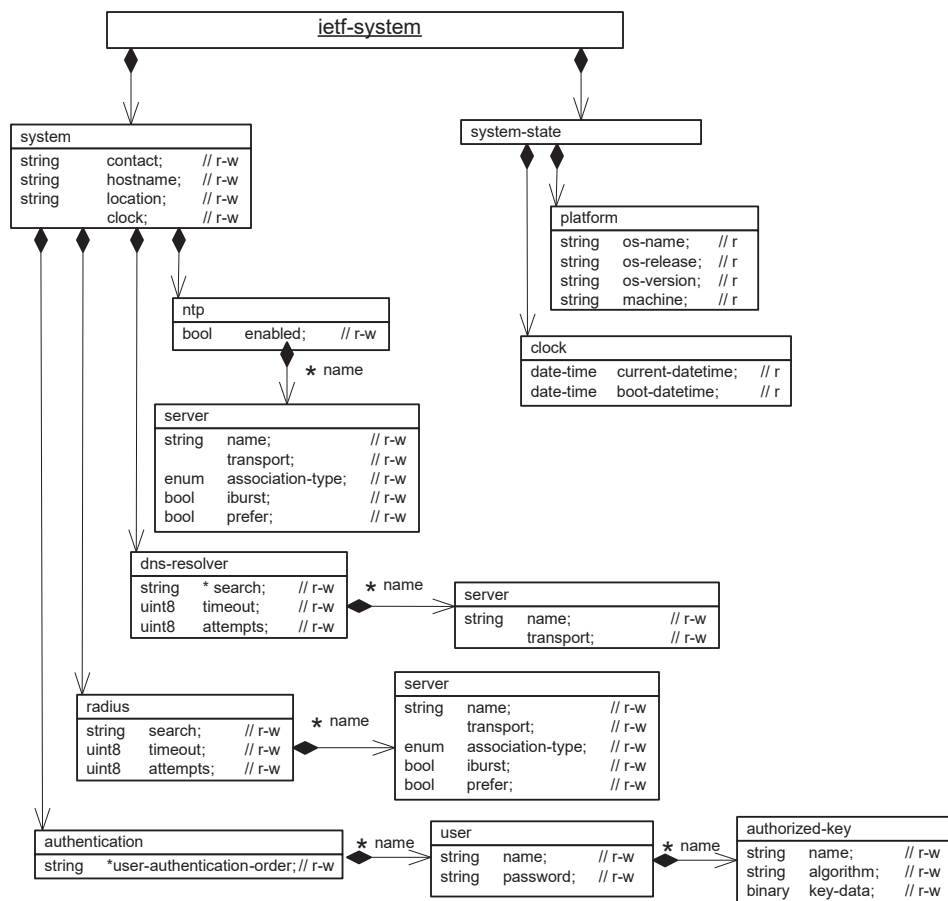 ietf-system
system
string contact; // r-w
string hostname; // r-w
string location; // r-w
clock; // r-w
system-state
platform
string os-name; // r
string os-release; // r
string os-version; // r
string machine; // r
clock
date-time current-datetime; // r
date-time boot-datetime; // r
ntp
bool enabled; // r-w
* name
server
string name; // r-w
transport; // r-w
enum association-type; // r-w
bool iburst; // r-w
bool prefer; // r-w
dns-resolver
string * search; // r-w
uint8 timeout; // r-w
uint8 attempts; // r-w
* name
server
string name; // r-w
transport; // r-w
radius
string search; // r-w
uint8 timeout; // r-w
uint8 attempts; // r-w
* name
server
string name; // r-w
transport; // r-w
enum association-type; // r-w
bool iburst; // r-w
bool prefer; // r-w
authentication
string *user-authentication-order; // r-w
* name
user
string name; // r-w
string password; // r-w
* name
authorized-key
string name; // r-w
string algorithm; // r-w
binary key-data; // r-w